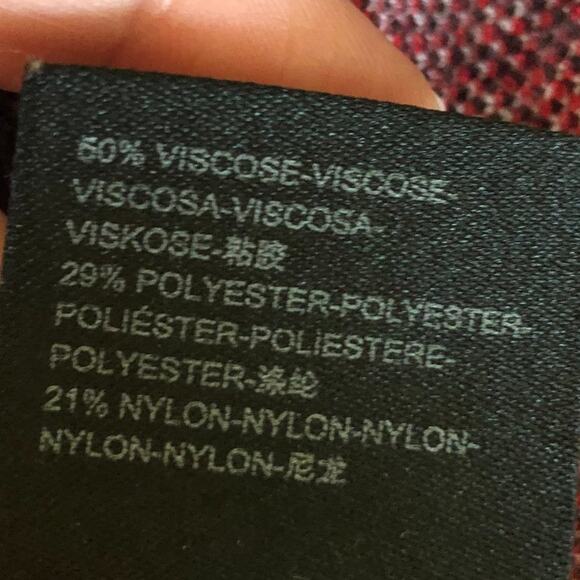 50% VISCOSE-VISCOSE-
VISCOSA-VISCOSA-
VISKOSE-粘胶
29% POLYESTER-POLYESTER-
POLIÉSTER-POLIESTERE-
POLYESTER-涤纶
21% NYLON-NYLON-NYLON-
NYLON-NYLON-尼龙